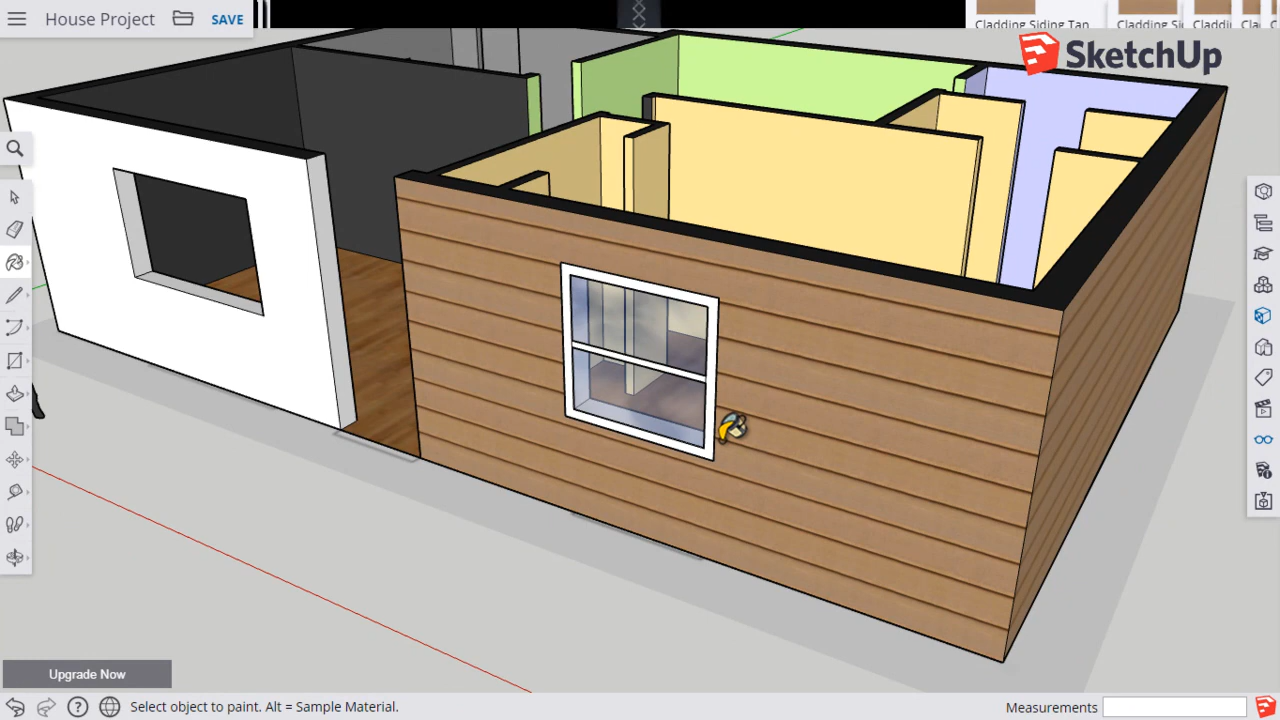 House Project SAVE
Cladding Siding Tan Cladding Si Claddi Cla
SketchUp
Upgrade Now
Select object to paint. Alt = Sample Material. Measurements